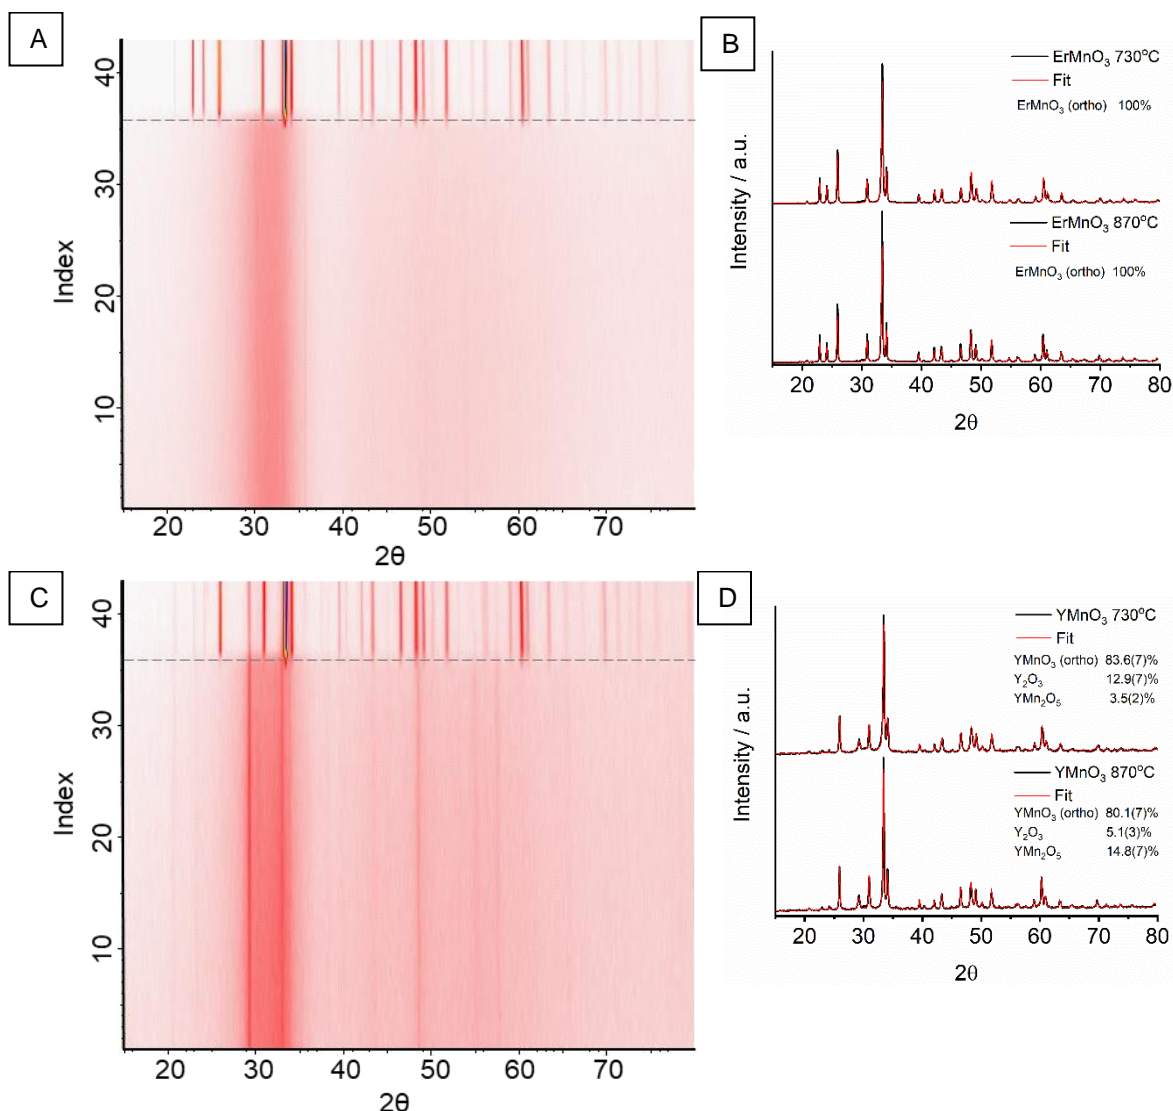 A
Index
40
30
20
10
20 30 40 50 60 70
2θ
B
Intensity / a.u.
ErMnO₃ 730°C
Fit
ErMnO₃ (ortho) 100%
ErMnO₃ 870°C
Fit
ErMnO₃ (ortho) 100%
20 30 40 50 60 70 80
2θ
C
Index
40
30
20
10
20 30 40 50 60 70
2θ
D
Intensity / a.u.
YMnO₃ 730°C
Fit
YMnO₃ (ortho) 83.6(7)%
Y₂O₃ 12.9(7)%
YMn₂O₅ 3.5(2)%
YMnO₃ 870°C
Fit
YMnO₃ (ortho) 80.1(7)%
Y₂O₃ 5.1(3)%
YMn₂O₅ 14.8(7)%
20 30 40 50 60 70 80
2θ